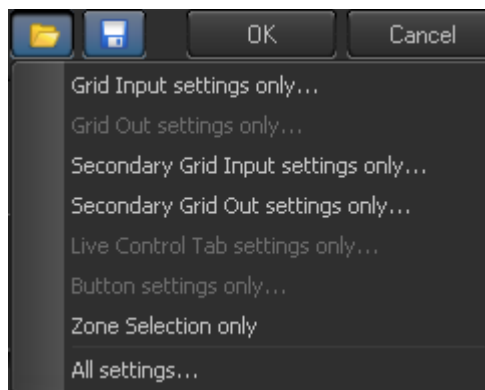 OK
Cancel
Grid Input settings only...
Grid Out settings only...
Secondary Grid Input settings only...
Secondary Grid Out settings only...
Live Control Tab settings only...
Button settings only...
Zone Selection only
All settings...